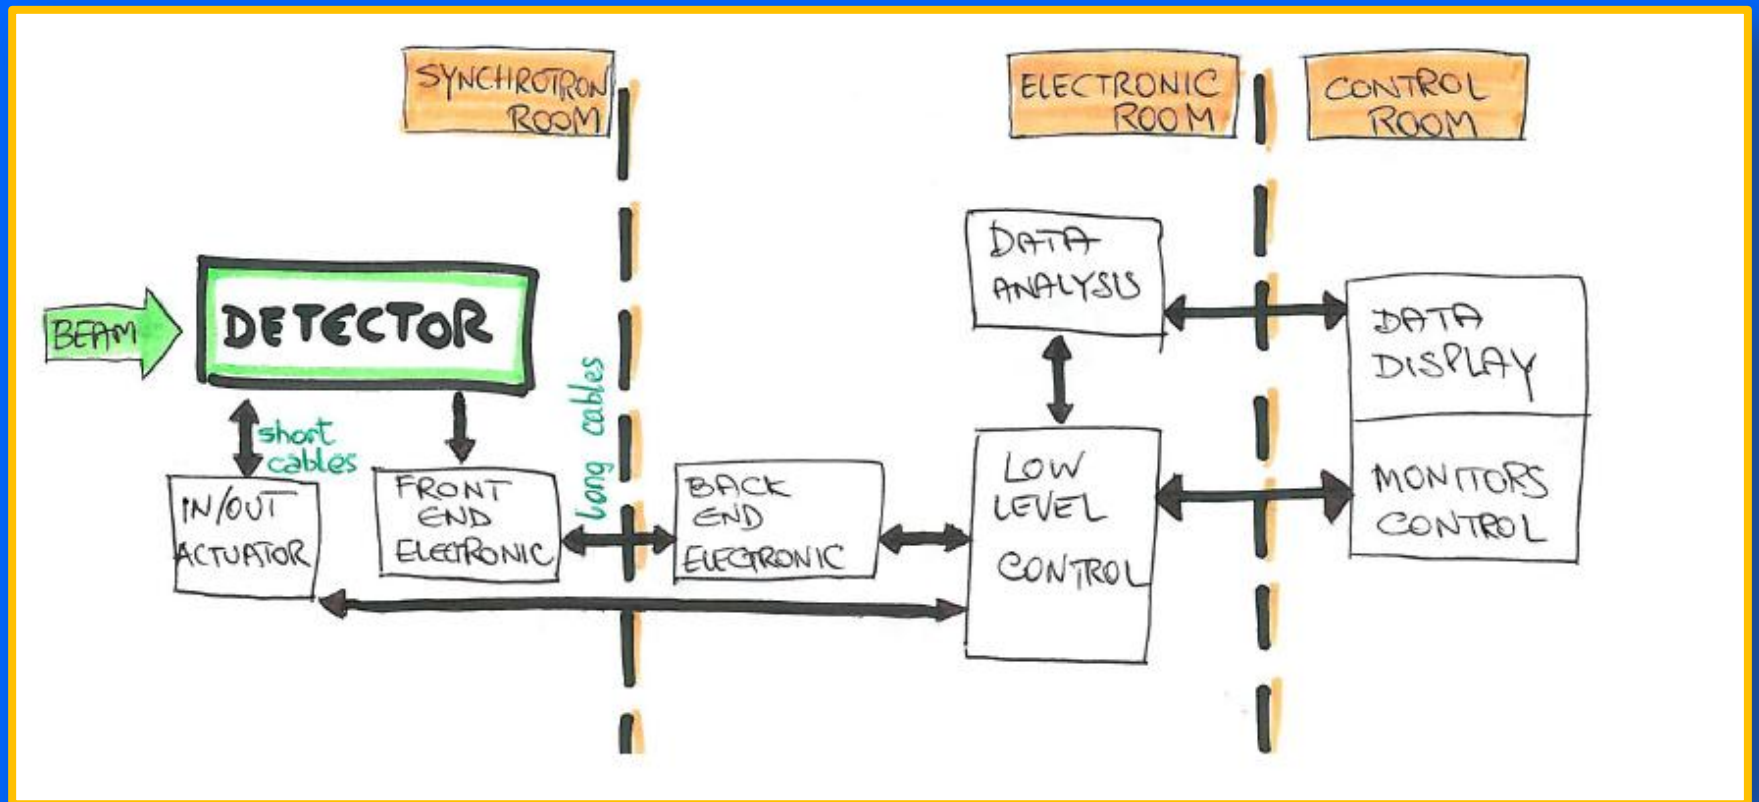 SYNCHROTRON
ROOM
ELECTRONIC
ROOM
CONTROL
ROOM
BEAM
DETECTOR
short
cables
long cables
IN/OUT
ACTUATOR
FRONT
END
ELECTRONIC
BACK
END
ELECTRONIC
DATA
ANALYSIS
LOW
LEVEL
CONTROL
DATA
DISPLAY
MONITORS
CONTROL